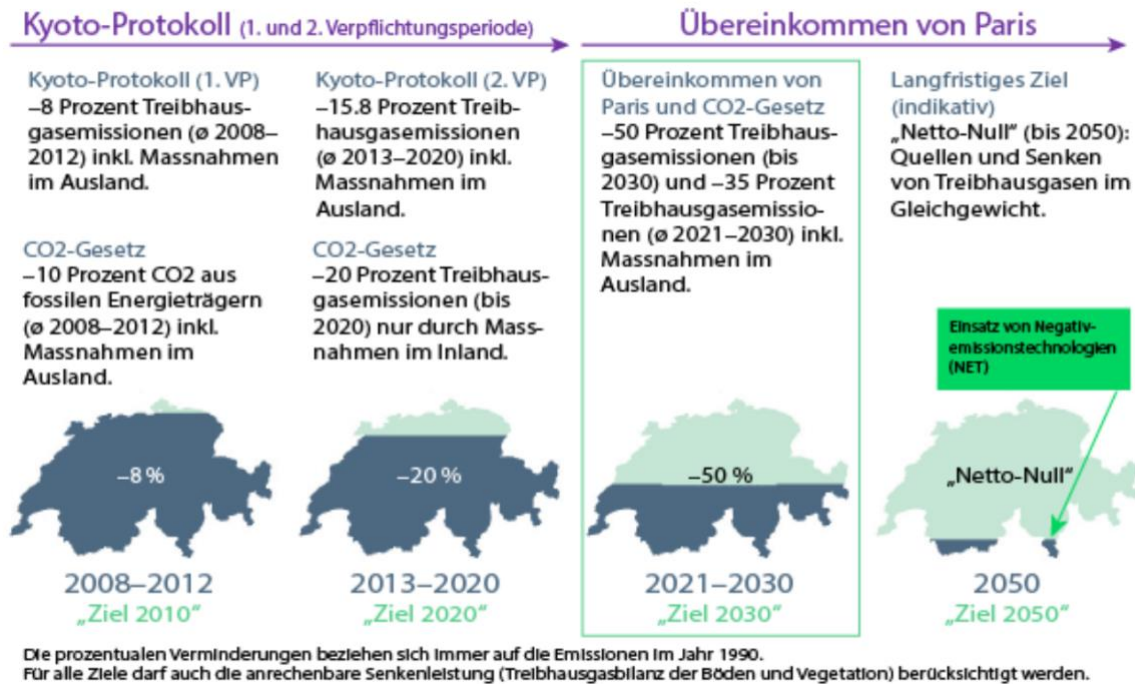 Kyoto-Protokoll (1. und 2. Verpflichtungsperiode)
Übereinkommen von Paris
Kyoto-Protokoll (1. VP)
–8 Prozent Treibhaus-
gasemissionen (ø 2008–
2012) inkl. Massnahmen
im Ausland.
CO2-Gesetz
–10 Prozent CO2 aus
fossilen Energieträgern
(ø 2008–2012) inkl.
Massnahmen im
Ausland.
–8 %
2008–2012
„Ziel 2010“
Kyoto-Protokoll (2. VP)
–15.8 Prozent Treib-
hausgasemissionen
(ø 2013–2020) inkl.
Massnahmen im
Ausland.
CO2-Gesetz
–20 Prozent Treibhaus-
gasemissionen (bis
2020) nur durch Mass-
nahmen im Inland.
–20 %
2013–2020
„Ziel 2020“
Übereinkommen von
Paris und CO2-Gesetz
–50 Prozent Treibhaus-
gasemissionen (bis
2030) und –35 Prozent
Treibhausgasemissio-
nen (ø 2021–2030) inkl.
Massnahmen im
Ausland.
–50 %
2021–2030
„Ziel 2030“
Langfristiges Ziel
(indikativ)
„Netto-Null“ (bis 2050):
Quellen und Senken
von Treibhausgasen im
Gleichgewicht.
Einsatz von Negativ-
emissionstechnologien
(NET)
„Netto-Null“
2050
„Ziel 2050“
Die prozentualen Verminderungen beziehen sich immer auf die Emissionen im Jahr 1990.
Für alle Ziele darf auch die anrechenbare Senkenleistung (Treibhausgasbilanz der Böden und Vegetation) berücksichtigt werden.